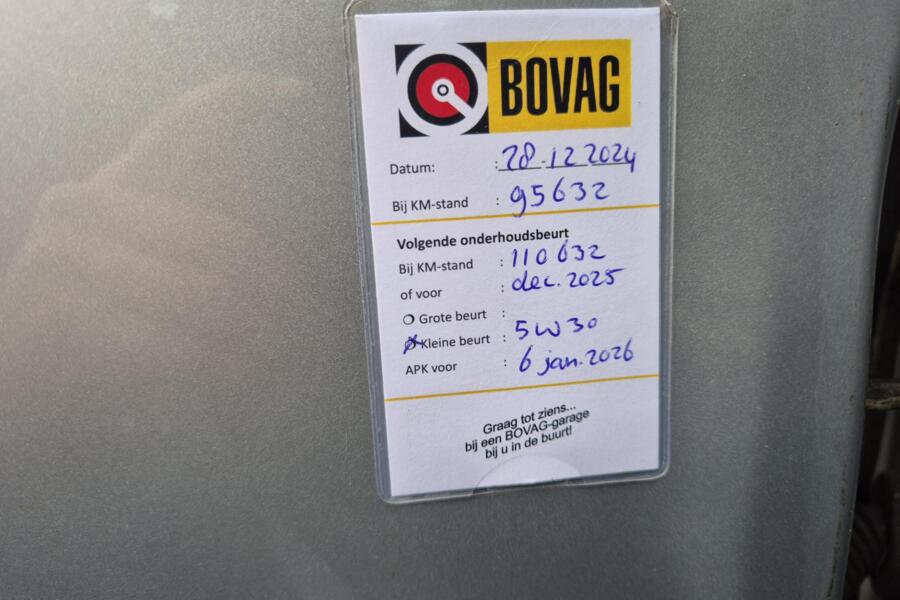 BOVAG
Datum: : 28-12 2024
Bij KM-stand : 95632
Volgende onderhoudsbeurt
Bij KM-stand : 110632
of voor : dec. 2025
Grote beurt :
Kleine beurt : 5W30
APK voor : 6 jan. 2026
Graag tot ziens...
bij een BOVAG-garage
bij u in de buurt!